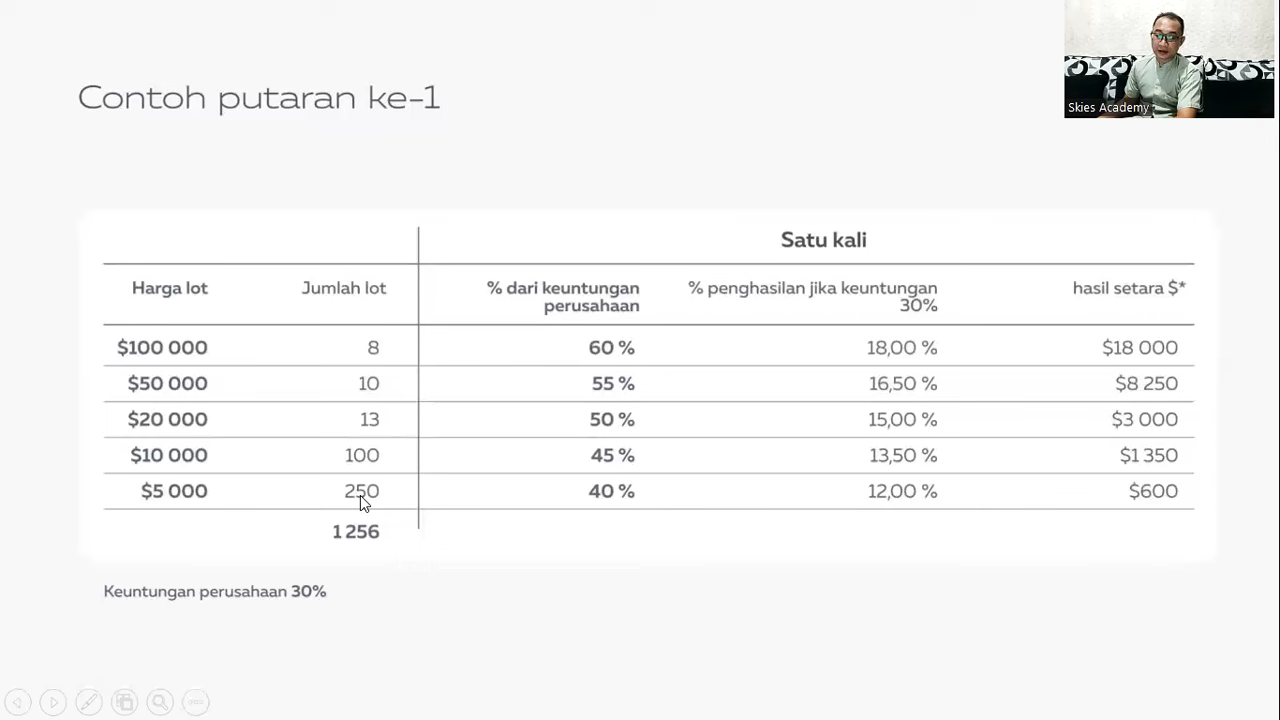 Skies Academy
Contoh putaran ke-1
Satu kali
Harga lot Jumlah lot % dari keuntungan perusahaan % penghasilan jika keuntungan 30% hasil setara $*
$100 000 8 60 % 18,00 % $18 000
$50 000 10 55 % 16,50 % $8 250
$20 000 13 50 % 15,00 % $3 000
$10 000 100 45 % 13,50 % $1 350
$5 000 250 40 % 12,00 % $600
1 256
Keuntungan perusahaan 30%